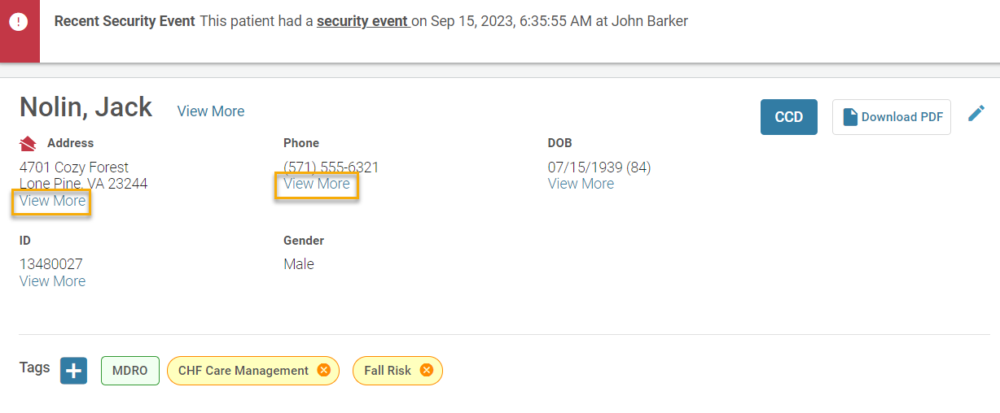 Recent Security Event This patient had a security event on Sep 15, 2023, 6:35:55 AM at John Barker
Nolin, Jack View More
CCD Download PDF
Address
4701 Cozy Forest
Lone Pine, VA 23244
View More
Phone
(571) 555-6321
View More
DOB
07/15/1939 (84)
View More
ID
13480027
View More
Gender
Male
Tags MDRO CHF Care Management Fall Risk